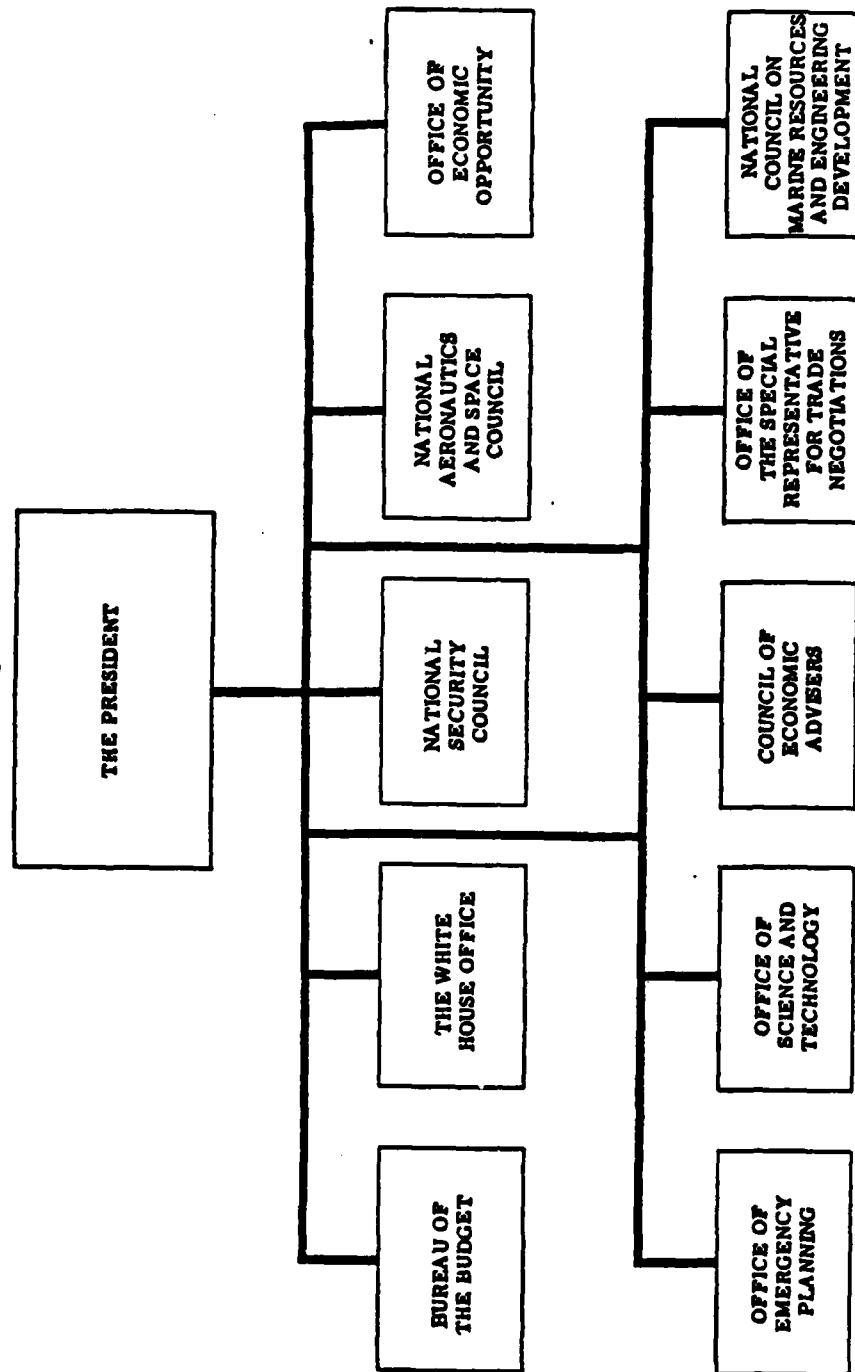 THE PRESIDENT
BUREAU OF
THE BUDGET
THE WHITE
HOUSE OFFICE
NATIONAL
SECURITY
COUNCIL
NATIONAL
AERONAUTICS
AND SPACE
COUNCIL
OFFICE OF
ECONOMIC
OPPORTUNITY
OFFICE OF
EMERGENCY
PLANNING
OFFICE OF
SCIENCE AND
TECHNOLOGY
COUNCIL OF
ECONOMIC
ADVISERS
OFFICE OF
THE SPECIAL
REPRESENTATIVE
FOR TRADE
NEGOTIATIONS
NATIONAL
COUNCIL ON
MARINE RESOURCES
AND ENGINEERING
DEVELOPMENT